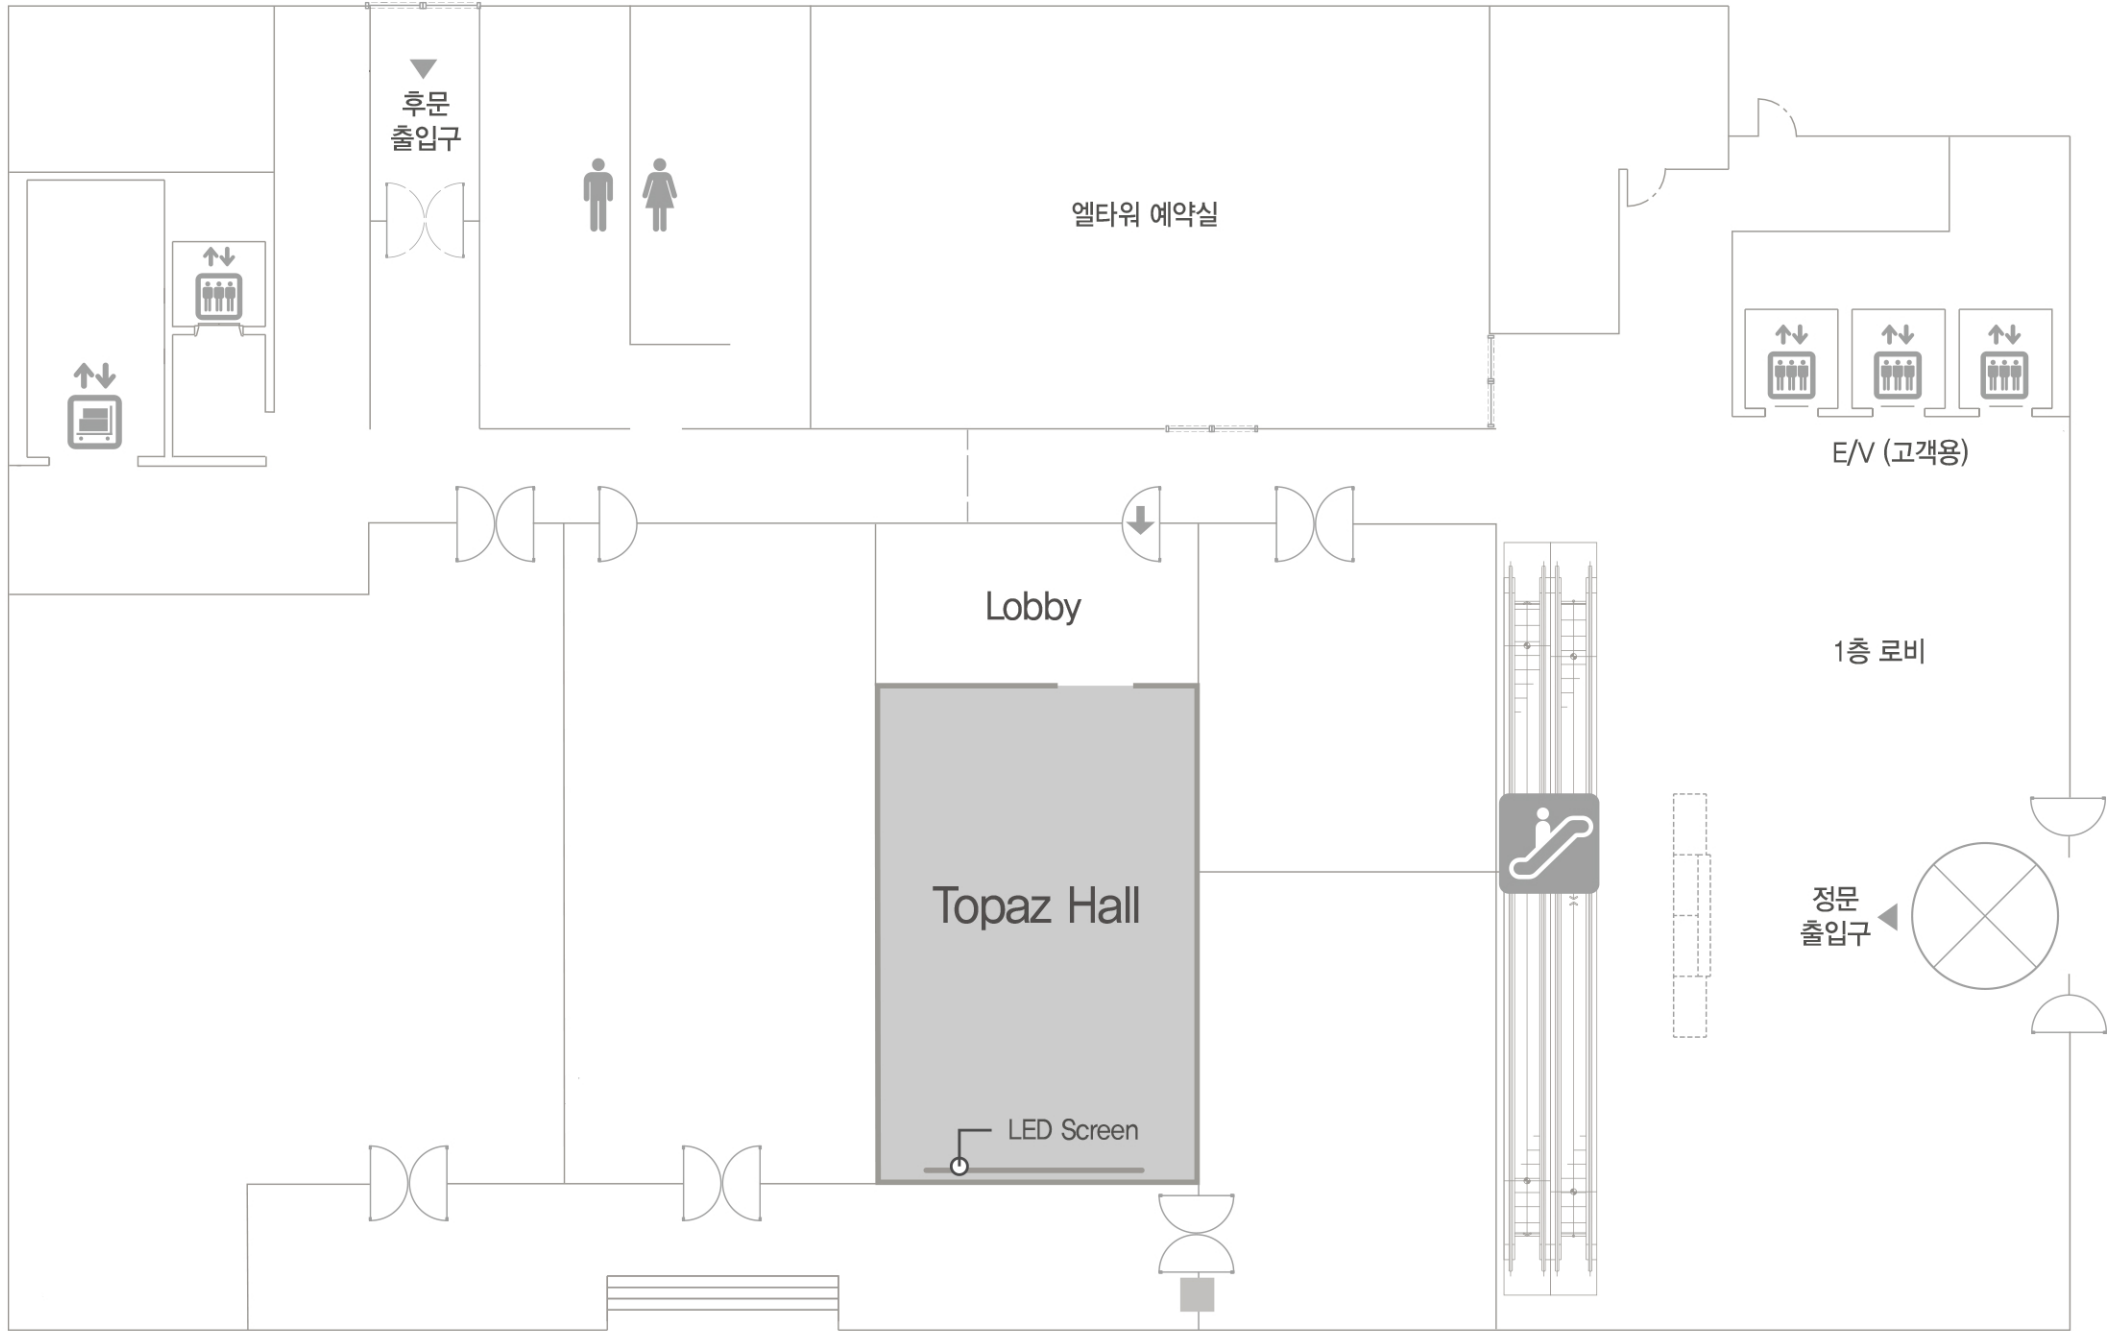 후문
출입구
엘타워 예약실
E/V (고객용)
Lobby
1층 로비
Topaz Hall
정문
출입구
LED Screen